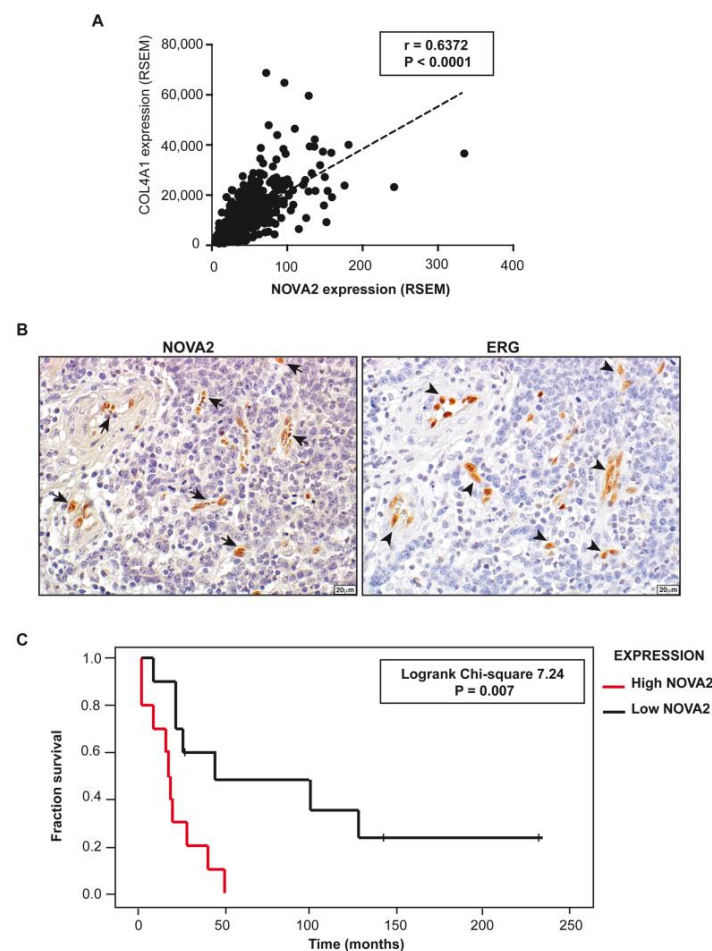 A
r = 0.6372
P < 0.0001
COL4A1 expression (RSEM)
80,000
60,000
40,000
20,000
0
0 100 200 300 400
NOVA2 expression (RSEM)
B
NOVA2 ERG
20µm 20µm
C
Logrank Chi-square 7.24
P = 0.007
EXPRESSION
High NOVA2
Low NOVA2
Fraction survival
1.0
0.8
0.6
0.4
0.2
0.0
0 50 100 150 200 250
Time (months)